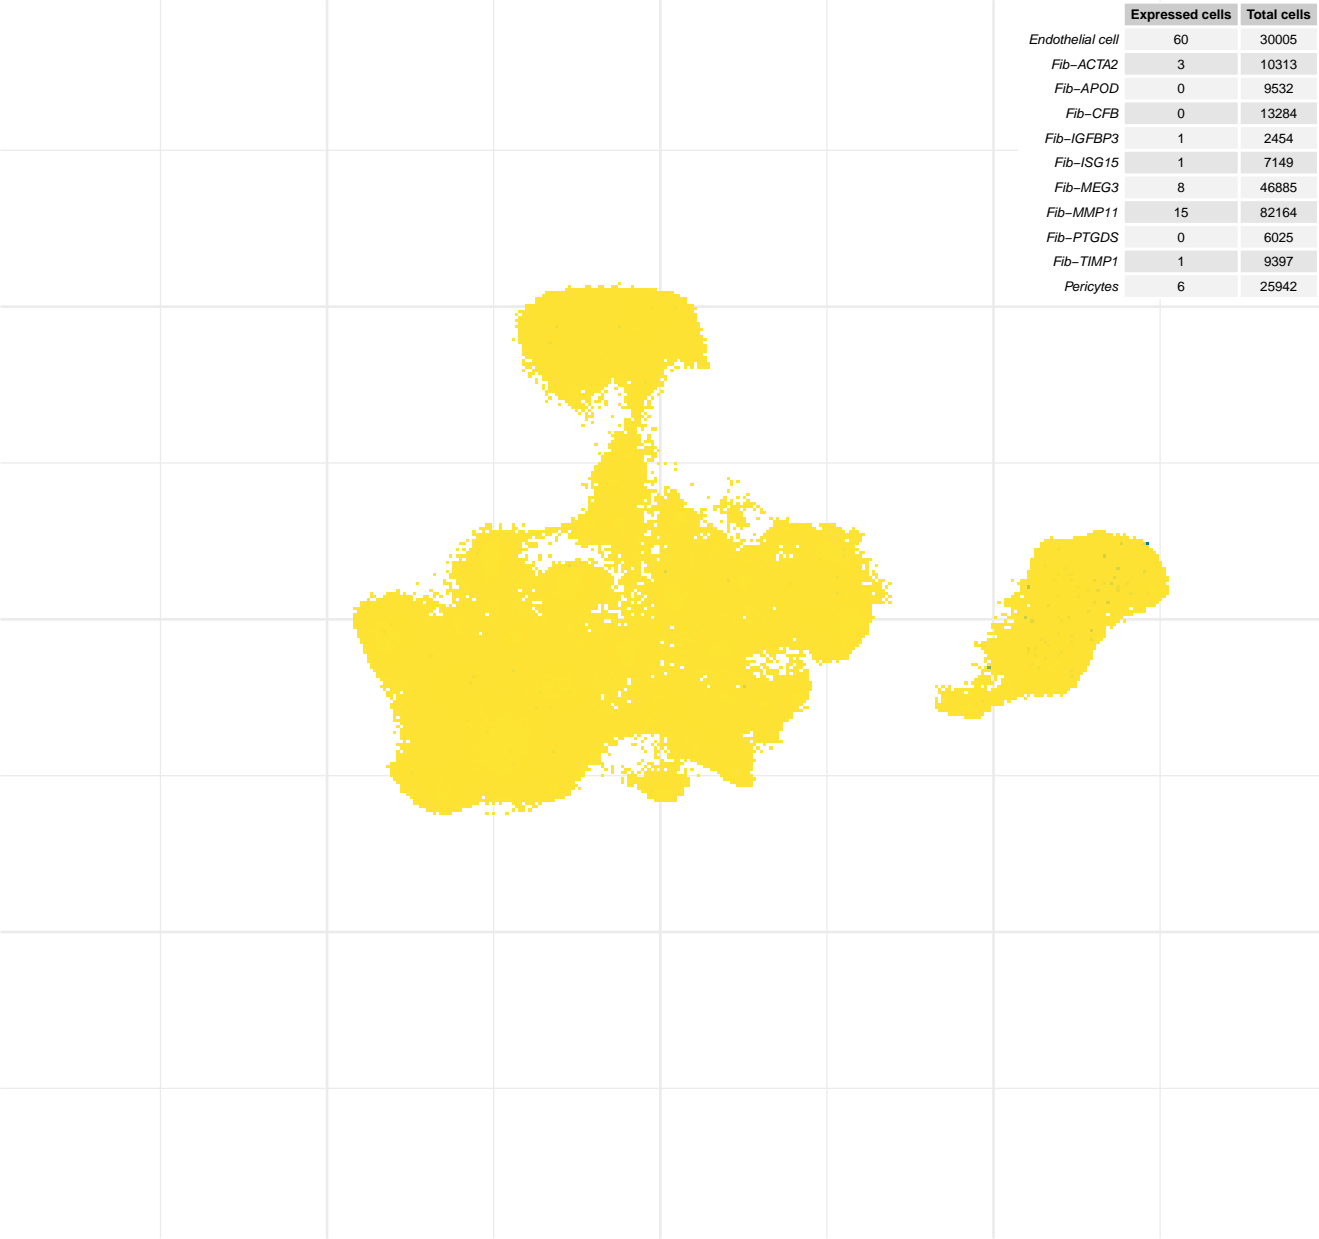 Expressed cells Total cells
Endothelial cell 60 30005
Fib−ACTA2 3 10313
Fib−APOD 0 9532
Fib−CFB 0 13284
Fib−IGFBP3 1 2454
Fib−ISG15 1 7149
Fib−MEG3 8 46885
Fib−MMP11 15 82164
Fib−PTGDS 0 6025
Fib−TIMP1 1 9397
Pericytes 6 25942